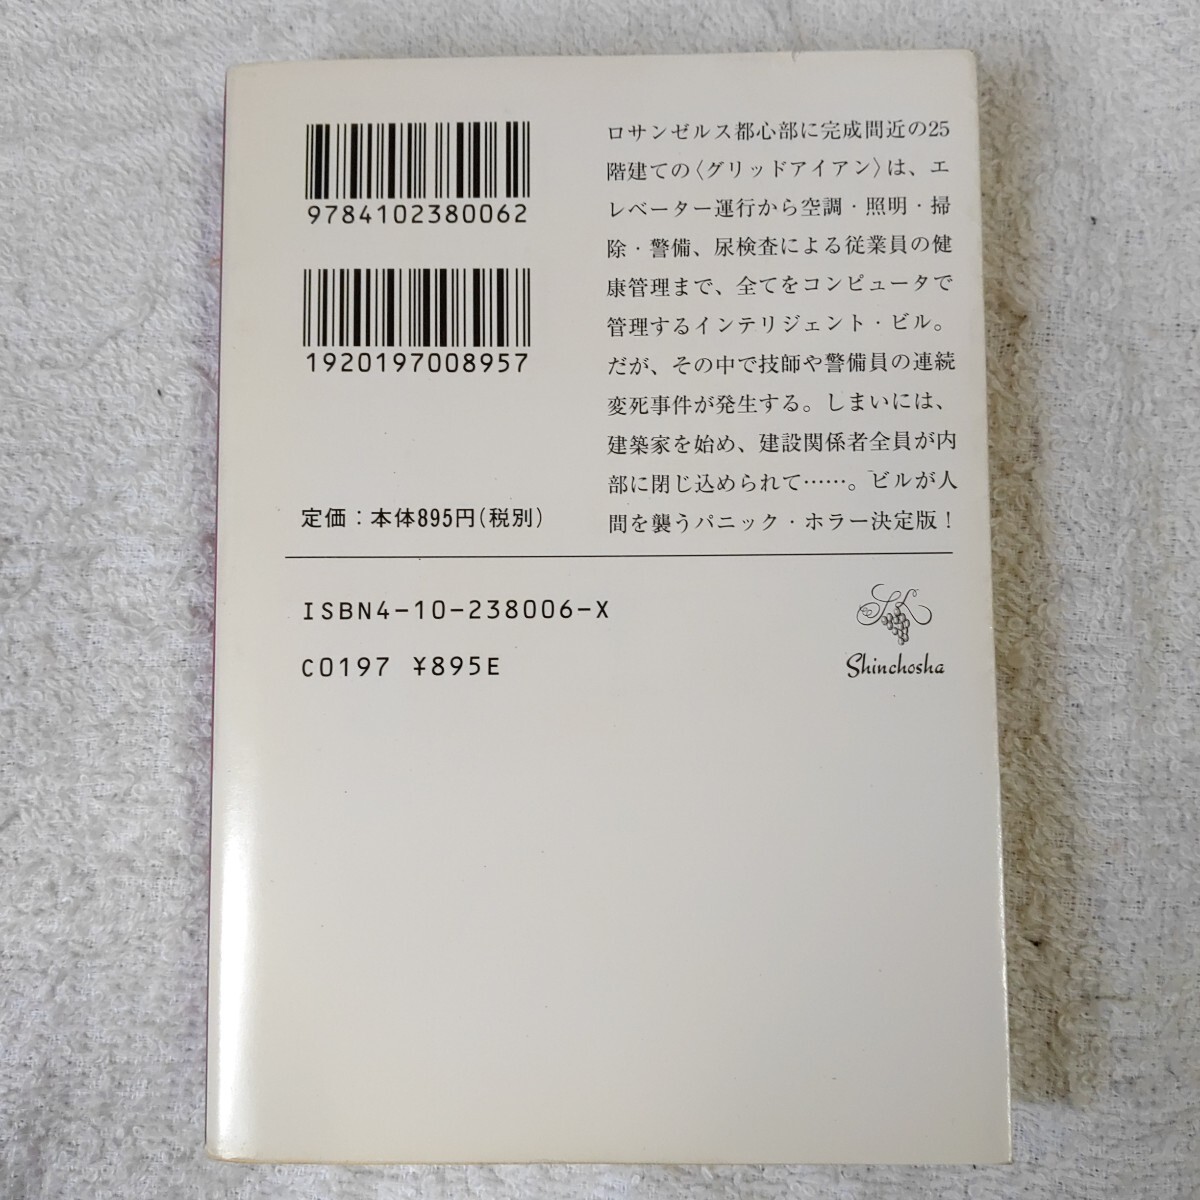 9784102380062
1920197008957
定価：本体895円(税別)
ロサンゼルス都心部に完成間近の25
階建ての〈グリッドアイアン〉は、エ
レベーター運行から空調・照明・掃
除・警備、尿検査による従業員の健
康管理まで、全てをコンピュータで
管理するインテリジェント・ビル。
だが、その中で技師や警備員の連続
変死事件が発生する。しまいには、
建築家を始め、建設関係者全員が内
部に閉じ込められて……。ビルが人
間を襲うパニック・ホラー決定版！
ISBN4-10-238006-X
C0197 ¥895E
SK
Shinchosha